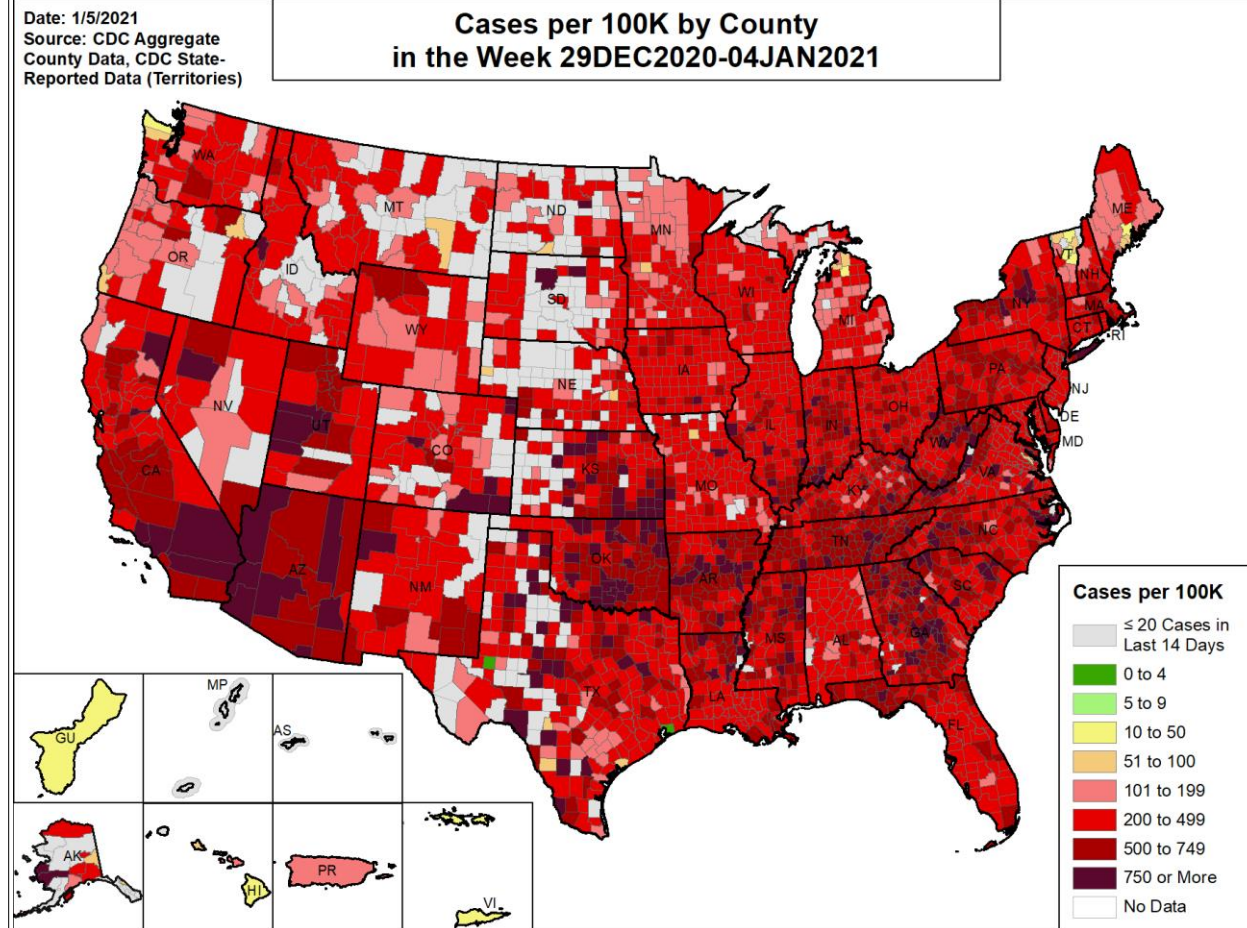 Date: 1/5/2021
Source: CDC Aggregate
County Data, CDC State-
Reported Data (Territories)
Cases per 100K by County
in the Week 29DEC2020-04JAN2021
WA
MT
ND
MN
ME
OR
ID
SD
WI
VT
NH
NY
MA
CT
RI
WY
MI
IA
NE
PA
NJ
NV
UT
CO
IL
IN
OH
DE
MD
WV
VA
CA
KS
MO
KY
NC
TN
AZ
NM
OK
AR
SC
MS
AL
GA
TX
LA
FL
GU
MP
AS
AK
HI
PR
VI
Cases per 100K
≤ 20 Cases in
Last 14 Days
0 to 4
5 to 9
10 to 50
51 to 100
101 to 199
200 to 499
500 to 749
750 or More
No Data